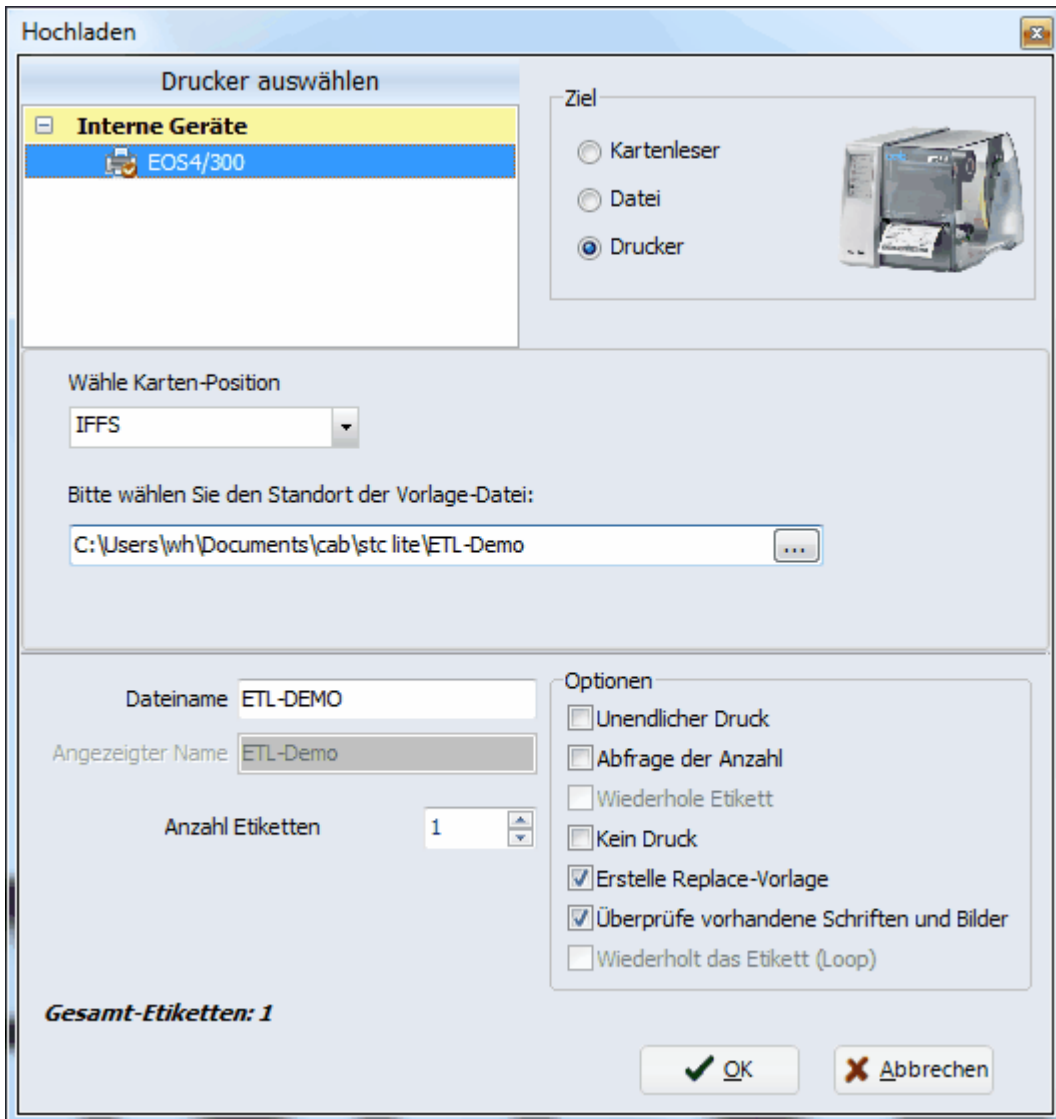 Hochladen
Drucker auswählen
Interne Geräte
EOS4/300
Ziel
Kartenleser
Datei
Drucker
Wähle Karten-Position
IFFS
Bitte wählen Sie den Standort der Vorlage-Datei:
C:\Users\wh\Documents\cab\stc lite\ETL-Demo
...
Dateiname ETL-DEMO
Angezeigter Name ETL-Demo
Anzahl Etiketten 1
Optionen
Unendlicher Druck
Abfrage der Anzahl
Wiederhole Etikett
Kein Druck
Erstelle Replace-Vorlage
Überprüfe vorhandene Schriften und Bilder
Wiederholt das Etikett (Loop)
Gesamt-Etiketten: 1
OK
Abbrechen